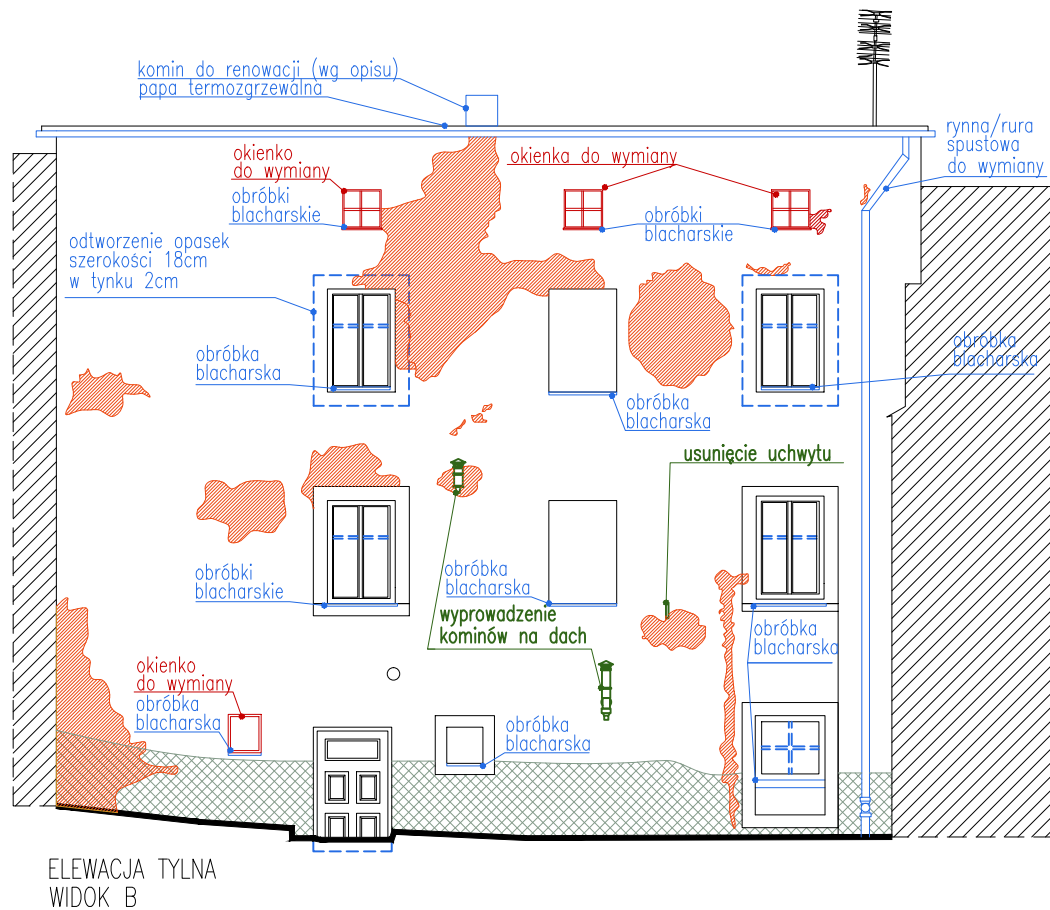 komin do renowacji (wg opisu)
papa termozgrzewalna
rynna/rura
spustowa
do wymiany
okienko
do wymiany
okienka do wymiany
obróbki
blacharskie
obróbki
blacharskie
odtworzenie opasek
szerokości 18cm
w tynku 2cm
obróbka
blacharska
obróbka
blacharska
obróbka
blacharska
usunięcie uchwytu
obróbki
blacharskie
obróbka
blacharska
wyprowadzenie
kominów na dach
obróbka
blacharska
okienko
do wymiany
obróbka
blacharska
obróbka
blacharska
ELEWACJA TYLNA
WIDOK B